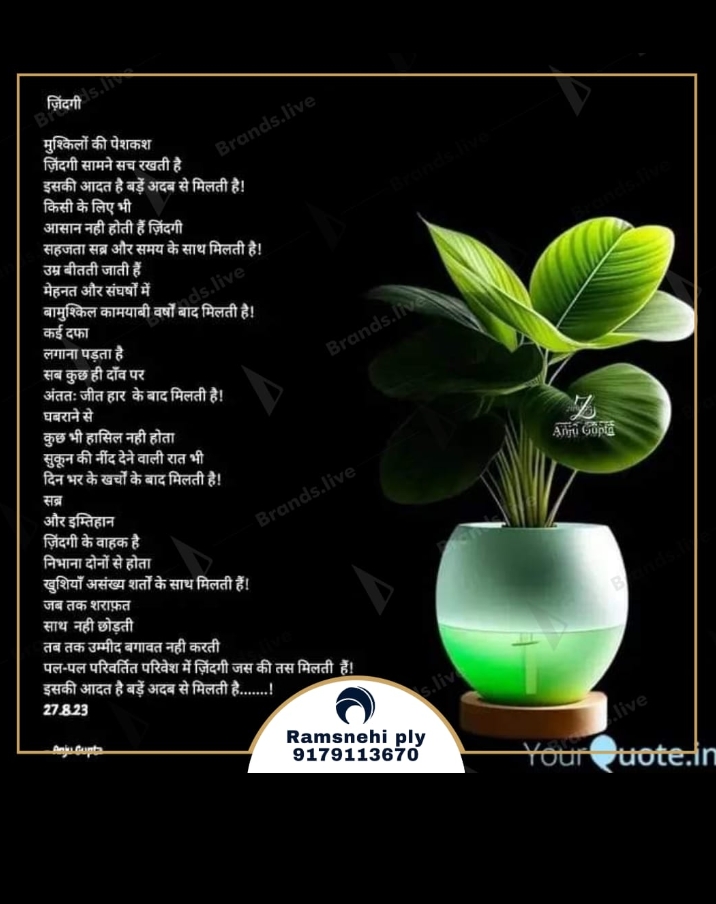 ज़िंदगी
मुश्किलों की पेशकश
ज़िंदगी सामने सच रखती है
इसकी आदत है बड़ें अदब से मिलती है!
किसी के लिए भी
आसान नही होती हैं ज़िंदगी
सहजता सब्र और समय के साथ मिलती है!
उम्र बीतती जाती हैं
मेहनत और संघर्षों में
बामुश्किल कामयाबी वर्षों बाद मिलती है!
कई दफा
लगाना पड़ता है
सब कुछ ही दाँव पर
अंततः जीत हार के बाद मिलती है!
घबराने से
कुछ भी हासिल नही होता
सुकून की नींद देने वाली रात भी
दिन भर के खर्चों के बाद मिलती है!
सब्र
और इम्तिहान
ज़िंदगी के वाहक है
निभाना दोनों से होता
खुशियाँ असंख्य शर्तों के साथ मिलती हैं!
जब तक शराफ़त
साथ नही छोड़ती
तब तक उम्मीद बगावत नही करती
पल-पल परिवर्तित परिवेश में ज़िंदगी जस की तस मिलती हैं!
इसकी आदत है बड़ें अदब से मिलती है.......!
27.8.23
- Anju Gupta
Anju Gupta
Ramsnehi ply
9179113670
YourQuote.in
Brands.live